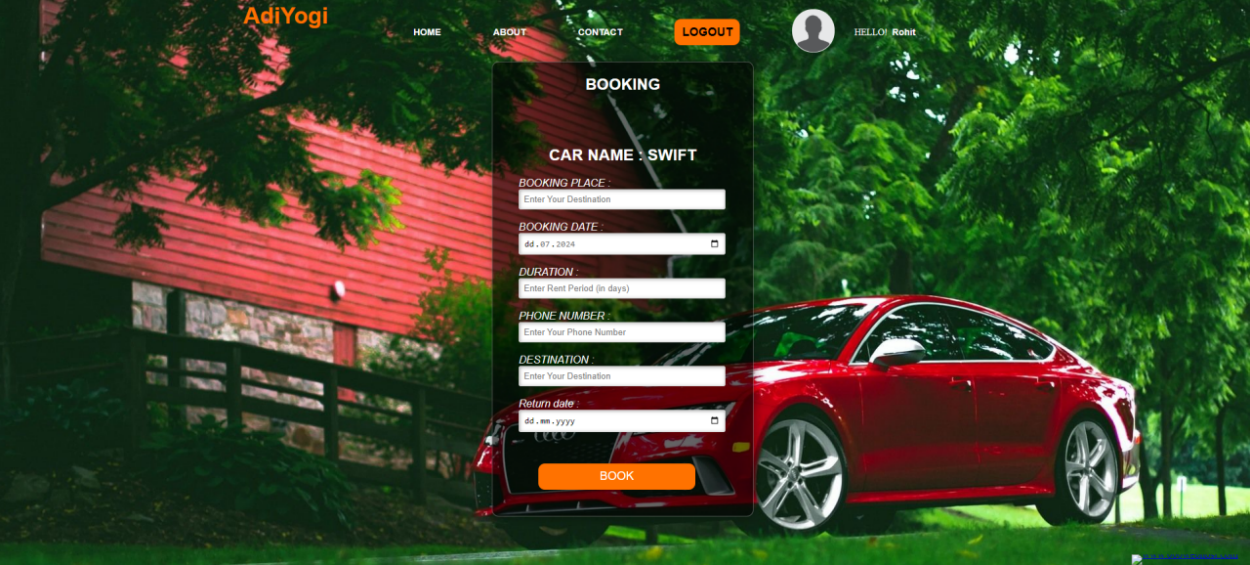 AdiYogi
HOME ABOUT CONTACT LOGOUT HELLO! Rohit
BOOKING
CAR NAME : SWIFT
BOOKING PLACE :
Enter Your Destination
BOOKING DATE :
dd.07.2024
DURATION :
Enter Rent Period (in days)
PHONE NUMBER :
Enter Your Phone Number
DESTINATION :
Enter Your Destination
Return date :
dd.mm.yyyy
BOOK